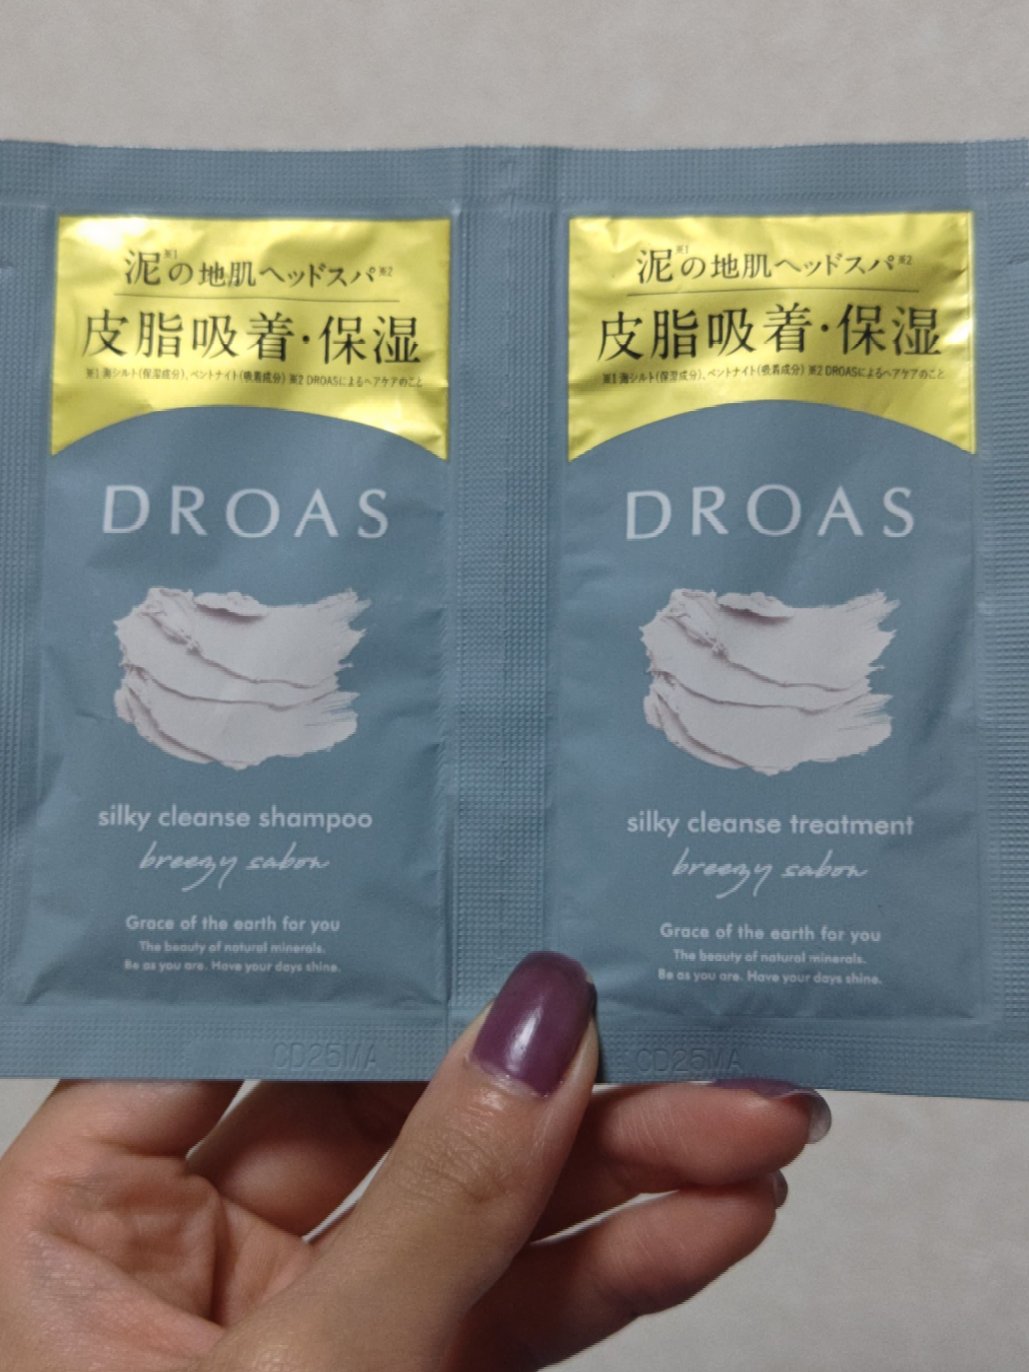 泥※1の地肌ヘッドスパ※2
皮脂吸着・保湿
※1 海シルト(保湿成分)、ベントナイト(吸着成分) ※2 DROASによるヘアケアのこと
DROAS
silky cleanse shampoo
breezy sabon
Grace of the earth for you
The beauty of natural minerals.
Be as you are. Have your days shine.
CD25MA
泥※1の地肌ヘッドスパ※2
皮脂吸着・保湿
※1 海シルト(保湿成分)、ベントナイト(吸着成分) ※2 DROASによるヘアケアのこと
DROAS
silky cleanse treatment
breezy sabon
Grace of the earth for you
The beauty of natural minerals.
Be as you are. Have your days shine.
CD25MA